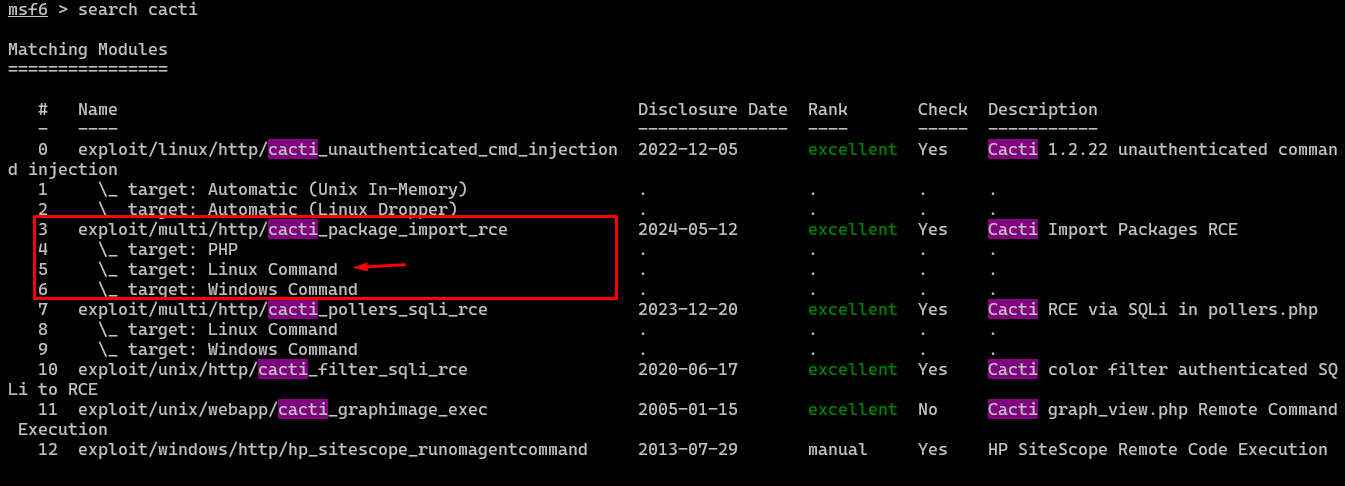 msf6 > search cacti
Matching Modules
================
#   Name                                                    Disclosure Date  Rank       Check  Description
-   ----                                                    ---------------  ----       -----  -----------
0   exploit/linux/http/cacti_unauthenticated_cmd_injection  2022-12-05       excellent  Yes    Cacti 1.2.22 unauthenticated comman
d injection
1     \_ target: Automatic (Unix In-Memory)                 .                .          .      .
2     \_ target: Automatic (Linux Dropper)                  .                .          .      .
3   exploit/multi/http/cacti_package_import_rce             2024-05-12       excellent  Yes    Cacti Import Packages RCE
4     \_ target: PHP                                        .                .          .      .
5     \_ target: Linux Command                              .                .          .      .
6     \_ target: Windows Command                            .                .          .      .
7   exploit/multi/http/cacti_pollers_sqli_rce               2023-12-20       excellent  Yes    Cacti RCE via SQLi in pollers.php
8     \_ target: Linux Command                              .                .          .      .
9     \_ target: Windows Command                            .                .          .      .
10  exploit/unix/http/cacti_filter_sqli_rce                 2020-06-17       excellent  Yes    Cacti color filter authenticated SQ
Li to RCE
11  exploit/unix/webapp/cacti_graphimage_exec               2005-01-15       excellent  No     Cacti graph_view.php Remote Command
Execution
12  exploit/windows/http/hp_sitescope_runomagentcommand     2013-07-29       manual     Yes    HP SiteScope Remote Code Execution